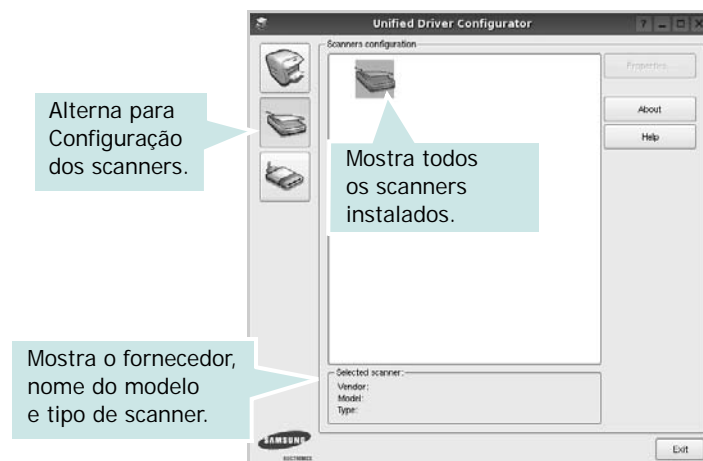 Unified Driver Configurator
Scanners configuration
Properties...
About
Help
Alterna para
Configuração
dos scanners.
Mostra todos
os scanners
instalados.
Mostra o fornecedor,
nome do modelo
e tipo de scanner.
Selected scanner:
Vendor:
Model:
Type:
SAMSUNG
ELECTRONICS
Exit